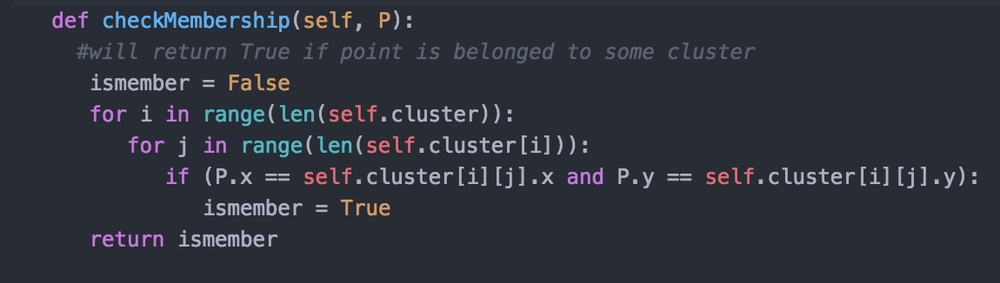 def checkMembership(self, P):
#will return True if point is belonged to some cluster
ismember = False
for i in range(len(self.cluster)):
for j in range(len(self.cluster[i])):
if (P.x == self.cluster[i][j].x and P.y == self.cluster[i][j].y):
ismember = True
return ismember